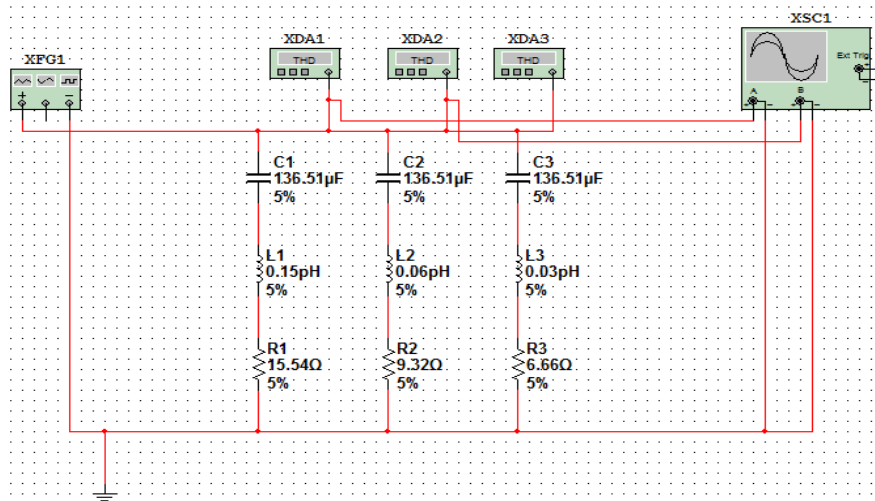 XFG1
XDA1
XDA2
XDA3
XSC1
THD
THD
THD
Ext Trig
+
-
A
B
+
-
+
-
+
-
C1
136.51µF
5%
C2
136.51µF
5%
C3
136.51µF
5%
L1
0.15pH
5%
L2
0.06pH
5%
L3
0.03pH
5%
R1
15.54Ω
5%
R2
9.32Ω
5%
R3
6.66Ω
5%